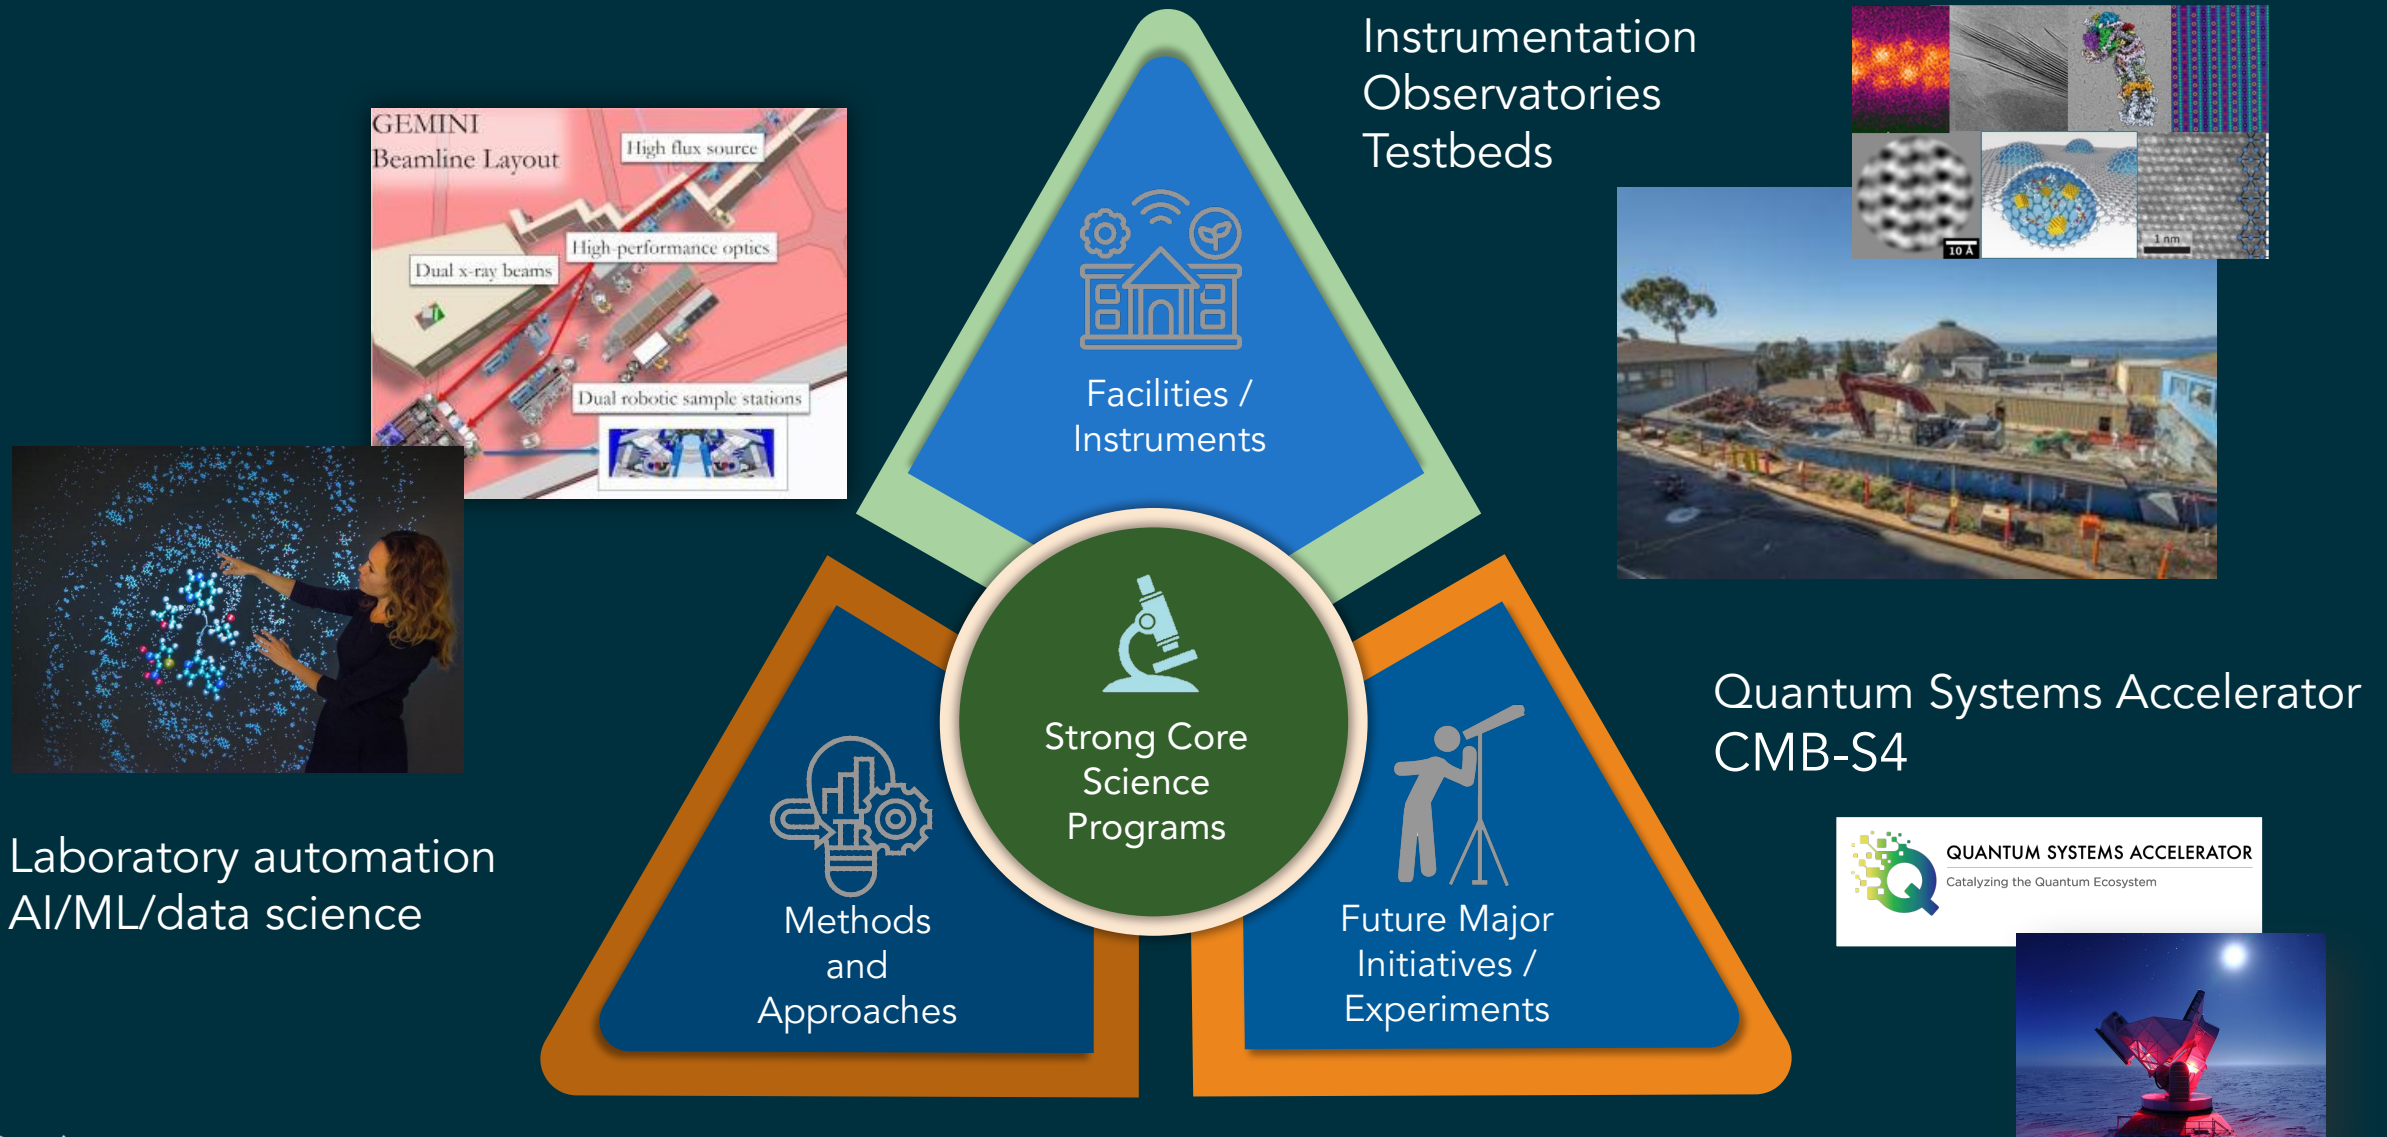 Instrumentation
Observatories
Testbeds
GEMINI
Beamline Layout
High flux source
High-performance optics
Dual x-ray beams
Dual robotic sample stations
10 Å
1 nm
Facilities /
Instruments
Strong Core
Science
Programs
Methods
and
Approaches
Future Major
Initiatives /
Experiments
Laboratory automation
AI/ML/data science
Quantum Systems Accelerator
CMB-S4
QUANTUM SYSTEMS ACCELERATOR
Catalyzing the Quantum Ecosystem